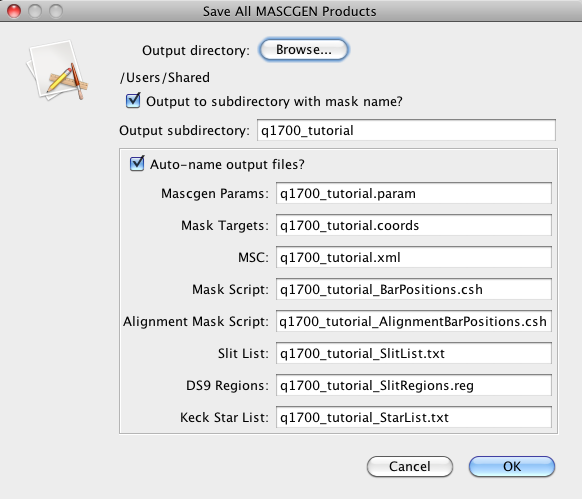 Save All MASCGEN Products
Output directory: Browse...
/Users/Shared
Output to subdirectory with mask name?
Output subdirectory: q1700_tutorial
Auto-name output files?
Mascgen Params: q1700_tutorial.param
Mask Targets: q1700_tutorial.coords
MSC: q1700_tutorial.xml
Mask Script: q1700_tutorial_BarPositions.csh
Alignment Mask Script: q1700_tutorial_AlignmentBarPositions.csh
Slit List: q1700_tutorial_SlitList.txt
DS9 Regions: q1700_tutorial_SlitRegions.reg
Keck Star List: q1700_tutorial_StarList.txt
Cancel OK